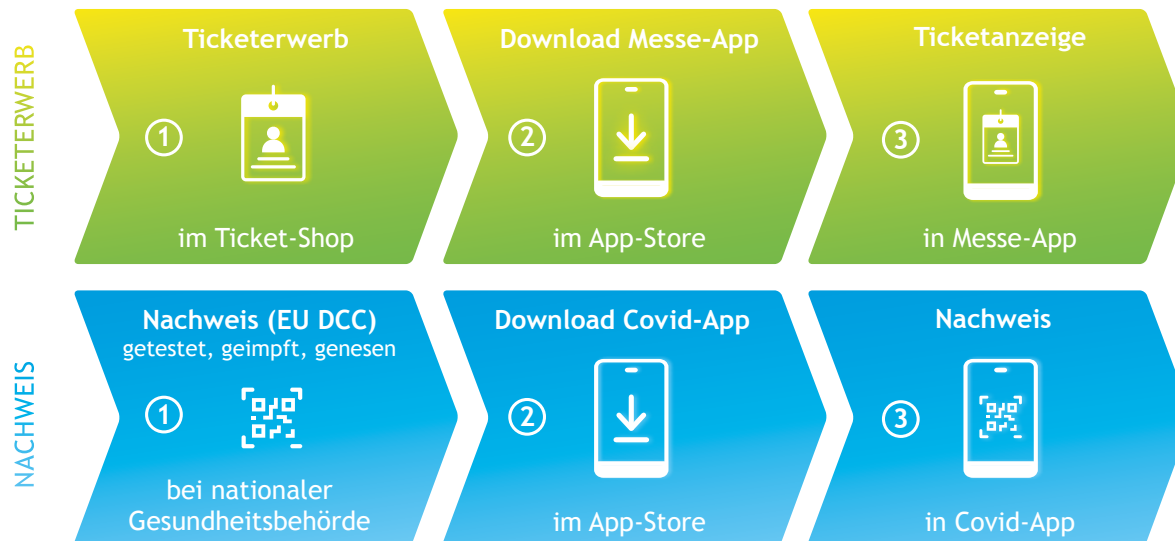 TICKETERWERB
Ticketerwerb
1
im Ticket-Shop
Download Messe-App
2
im App-Store
Ticketanzeige
3
in Messe-App
NACHWEIS
Nachweis (EU DCC)
getestet, geimpft, genesen
1
bei nationaler
Gesundheitsbehörde
Download Covid-App
2
im App-Store
Nachweis
3
in Covid-App